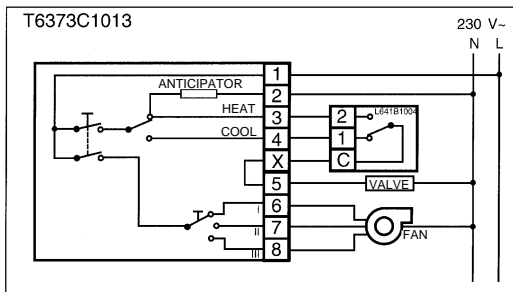 T6373C1013
230 V~
N L
1
ANTICIPATOR
2
HEAT
3
2
L641B1004
COOL
4
1
X
C
5
VALVE
6
I
7
II
FAN
8
III